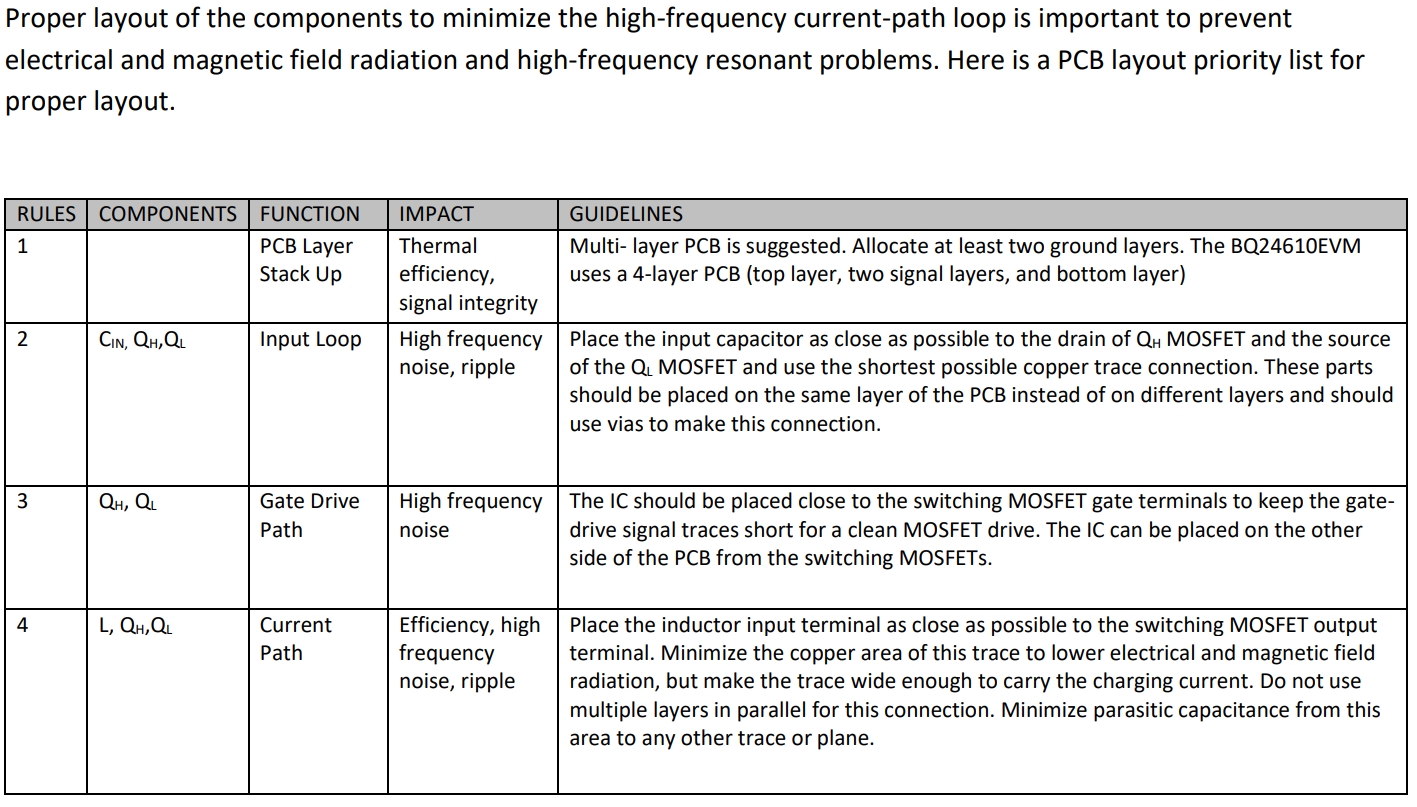 Proper layout of the components to minimize the high-frequency current-path loop is important to prevent
electrical and magnetic field radiation and high-frequency resonant problems. Here is a PCB layout priority list for
proper layout.
RULES COMPONENTS FUNCTION IMPACT GUIDELINES
1 PCB Layer Thermal Multi- layer PCB is suggested. Allocate at least two ground layers. The BQ24610EVM
Stack Up efficiency, uses a 4-layer PCB (top layer, two signal layers, and bottom layer)
signal integrity
2 CIN, QH,QL Input Loop High frequency Place the input capacitor as close as possible to the drain of QH MOSFET and the source
noise, ripple of the QL MOSFET and use the shortest possible copper trace connection. These parts
should be placed on the same layer of the PCB instead of on different layers and should
use vias to make this connection.
3 QH, QL Gate Drive High frequency The IC should be placed close to the switching MOSFET gate terminals to keep the gate-
Path noise drive signal traces short for a clean MOSFET drive. The IC can be placed on the other
side of the PCB from the switching MOSFETs.
4 L, QH,QL Current Efficiency, high Place the inductor input terminal as close as possible to the switching MOSFET output
Path frequency terminal. Minimize the copper area of this trace to lower electrical and magnetic field
noise, ripple radiation, but make the trace wide enough to carry the charging current. Do not use
multiple layers in parallel for this connection. Minimize parasitic capacitance from this
area to any other trace or plane.